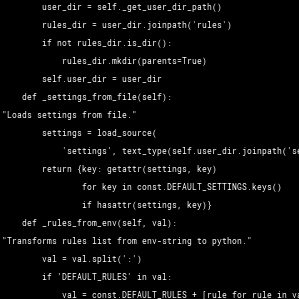 user_dir = self._get_user_dir_path()
rules_dir = user_dir.joinpath('rules')
if not rules_dir.is_dir():
rules_dir.mkdir(parents=True)
self.user_dir = user_dir
def _settings_from_file(self):
"Loads settings from file."
settings = load_source(
'settings', text_type(self.user_dir.joinpath('se
return {key: getattr(settings, key)
for key in const.DEFAULT_SETTINGS.keys()
if hasattr(settings, key)}
def _rules_from_env(self, val):
"Transforms rules list from env-string to python."
val = val.split(':')
if 'DEFAULT_RULES' in val:
val = const.DEFAULT_RULES + [rule for rule in va